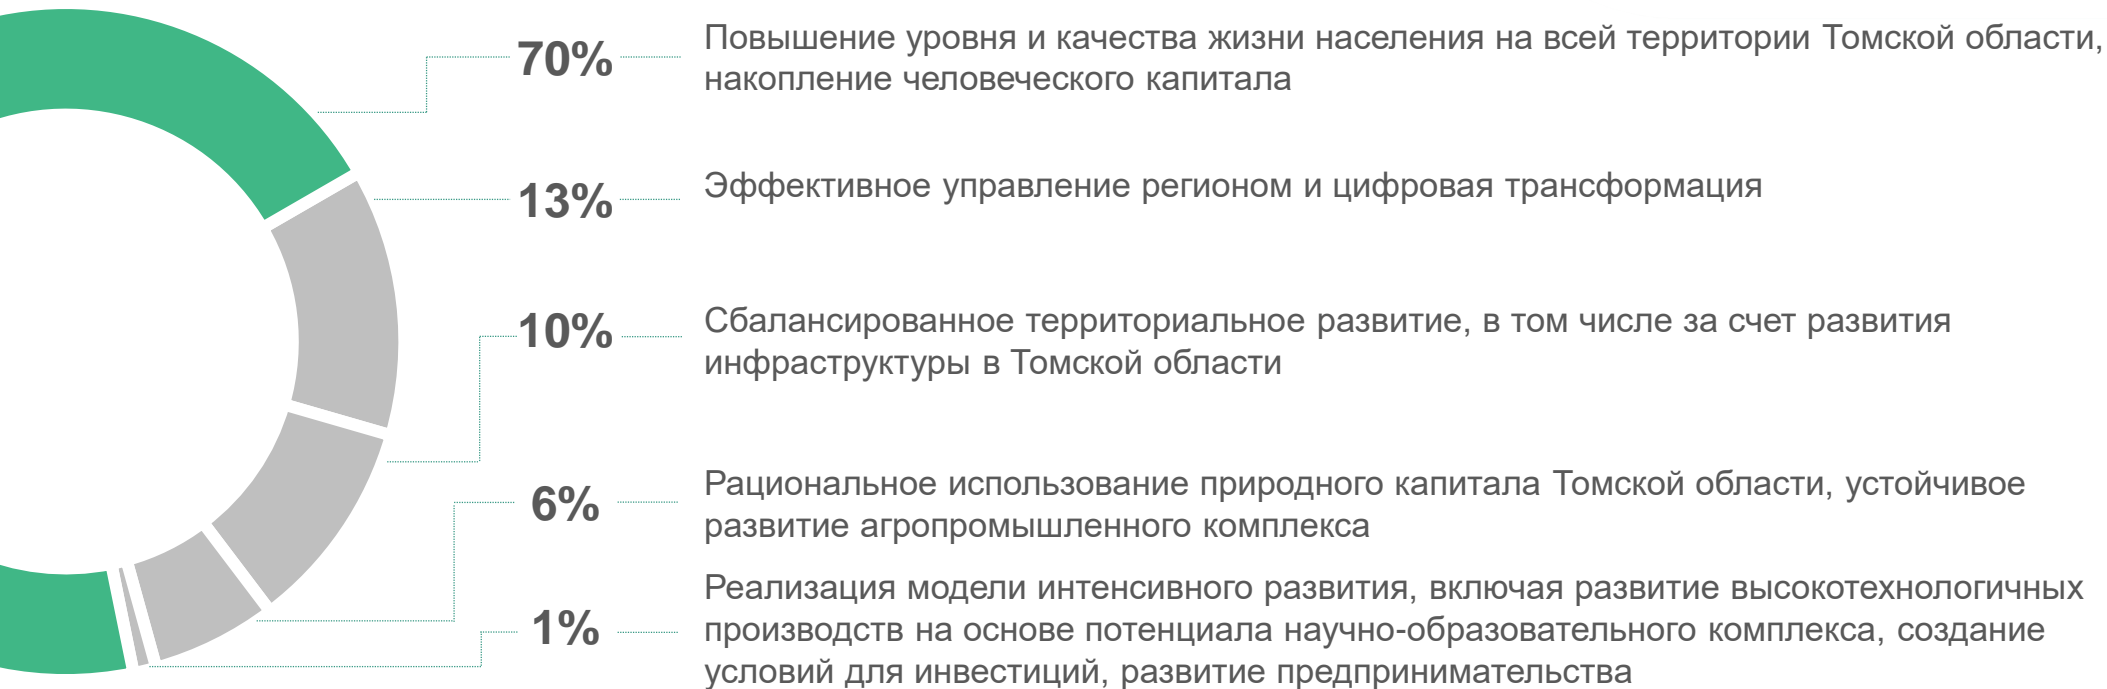 70%
Повышение уровня и качества жизни населения на всей территории Томской области,
накопление человеческого капитала
13%
Эффективное управление регионом и цифровая трансформация
10%
Сбалансированное территориальное развитие, в том числе за счет развития
инфраструктуры в Томской области
6%
Рациональное использование природного капитала Томской области, устойчивое
развитие агропромышленного комплекса
1%
Реализация модели интенсивного развития, включая развитие высокотехнологичных
производств на основе потенциала научно-образовательного комплекса, создание
условий для инвестиций, развитие предпринимательства